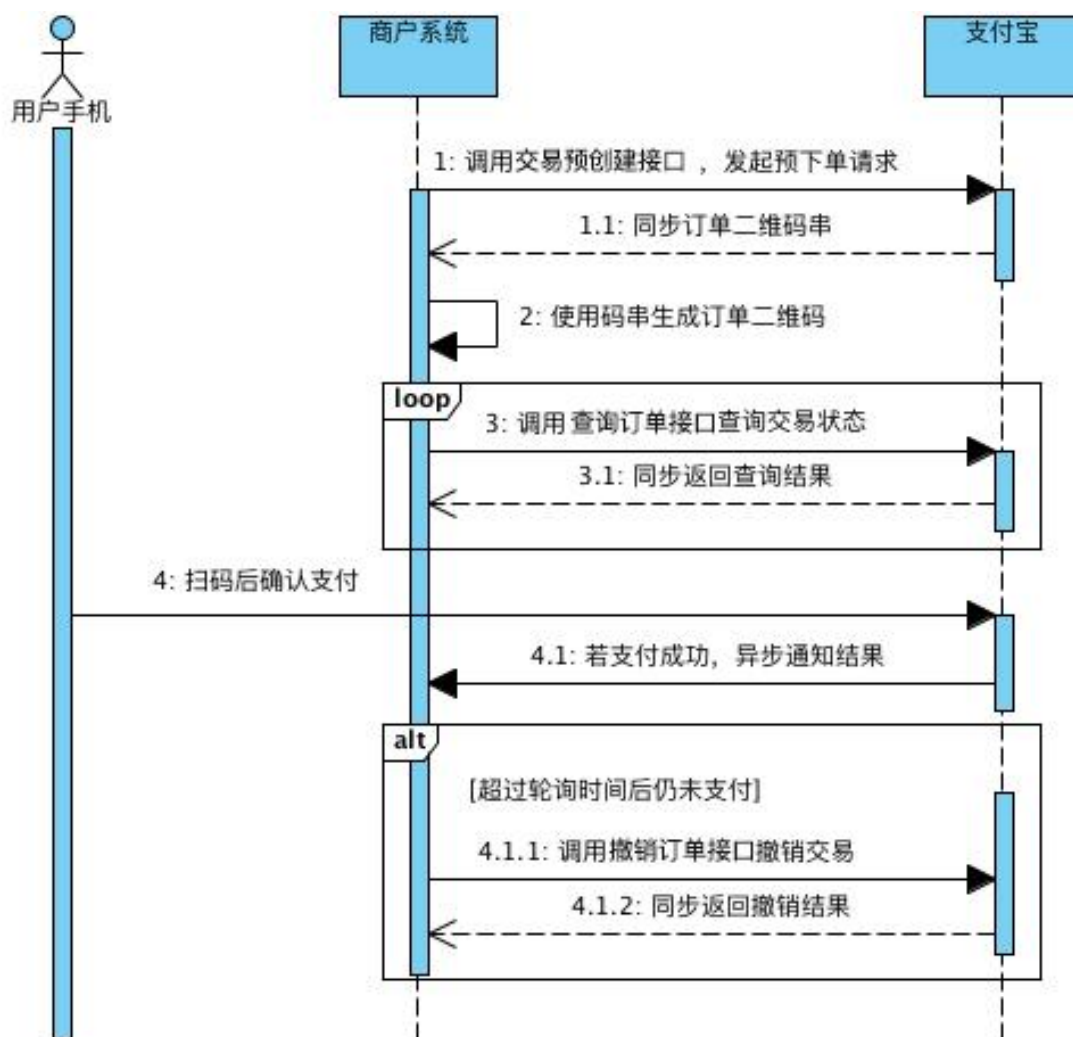 商户系统
支付宝
用户手机
1: 调用交易预创建接口 ，发起预下单请求
1.1: 同步订单二维码串
2: 使用码串生成订单二维码
loop
3: 调用 查询订单接口查询交易状态
3.1: 同步返回查询结果
4: 扫码后确认支付
4.1: 若支付成功，异步通知结果
alt
[超过轮询时间后仍未支付]
4.1.1: 调用撤销订单接口撤销交易
4.1.2: 同步返回撤销结果